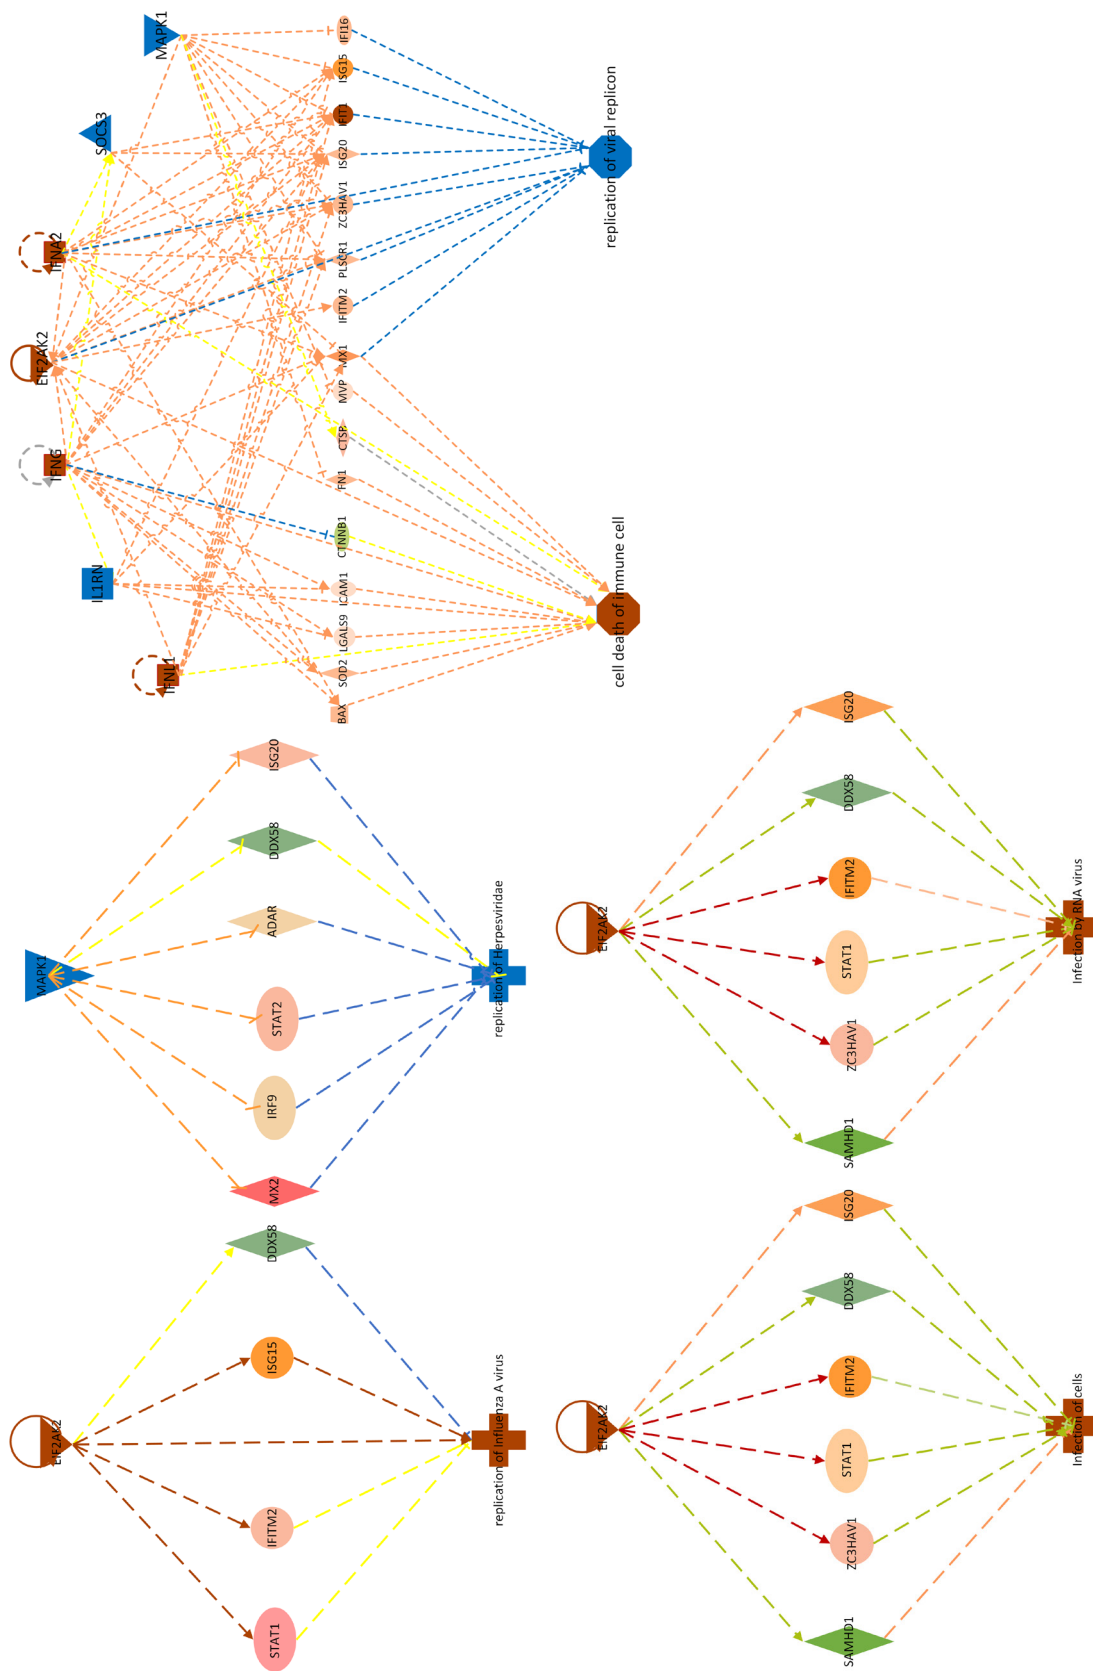 EIF2AK2
STAT1
IFITM2
ISG15
DDX58
replication of Influenza A virus
MAPK1
MX2
IRF9
STAT2
ADAR
DDX58
ISG20
replication of Herpesviridae
IFNL1
IL1RN
IFNG
EIF2AK2
IFNA2
SOCS3
MAPK1
BAX
SOD2
LGALS9
ICAM1
CTNNB1
FN1
CTSB
MVP
MX1
IFITM2
PLSCR1
ZC3HAV1
ISG20
IFIT1
ISG15
IFI16
cell death of immune cell
replication of viral replicon
EIF2AK2
SAMHD1
ZC3HAV1
STAT1
IFITM2
DDX58
ISG20
Infection of cells
EIF2AK2
SAMHD1
ZC3HAV1
STAT1
IFITM2
DDX58
ISG20
Infection by RNA virus